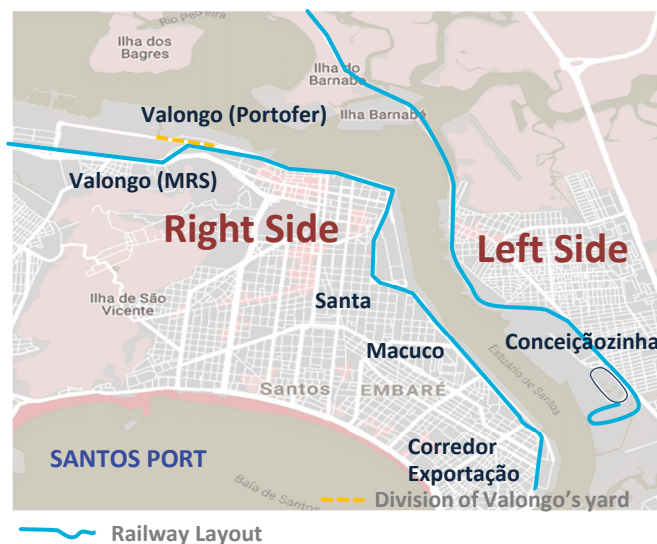 Rio Pedreira
Ilha dos
Bagres
Ilha do
Barnabé
Ilha Barnabé
Valongo (Portofer)
Valongo (MRS)
Right Side
Left Side
Ilha de São
Vicente
Santa
Macuco
Conceiçãozinha
Estuário de Santos
Santos
EMBARÉ
Corredor
Exportação
SANTOS PORT
Baía de Santos
Division of Valongo's yard
Railway Layout